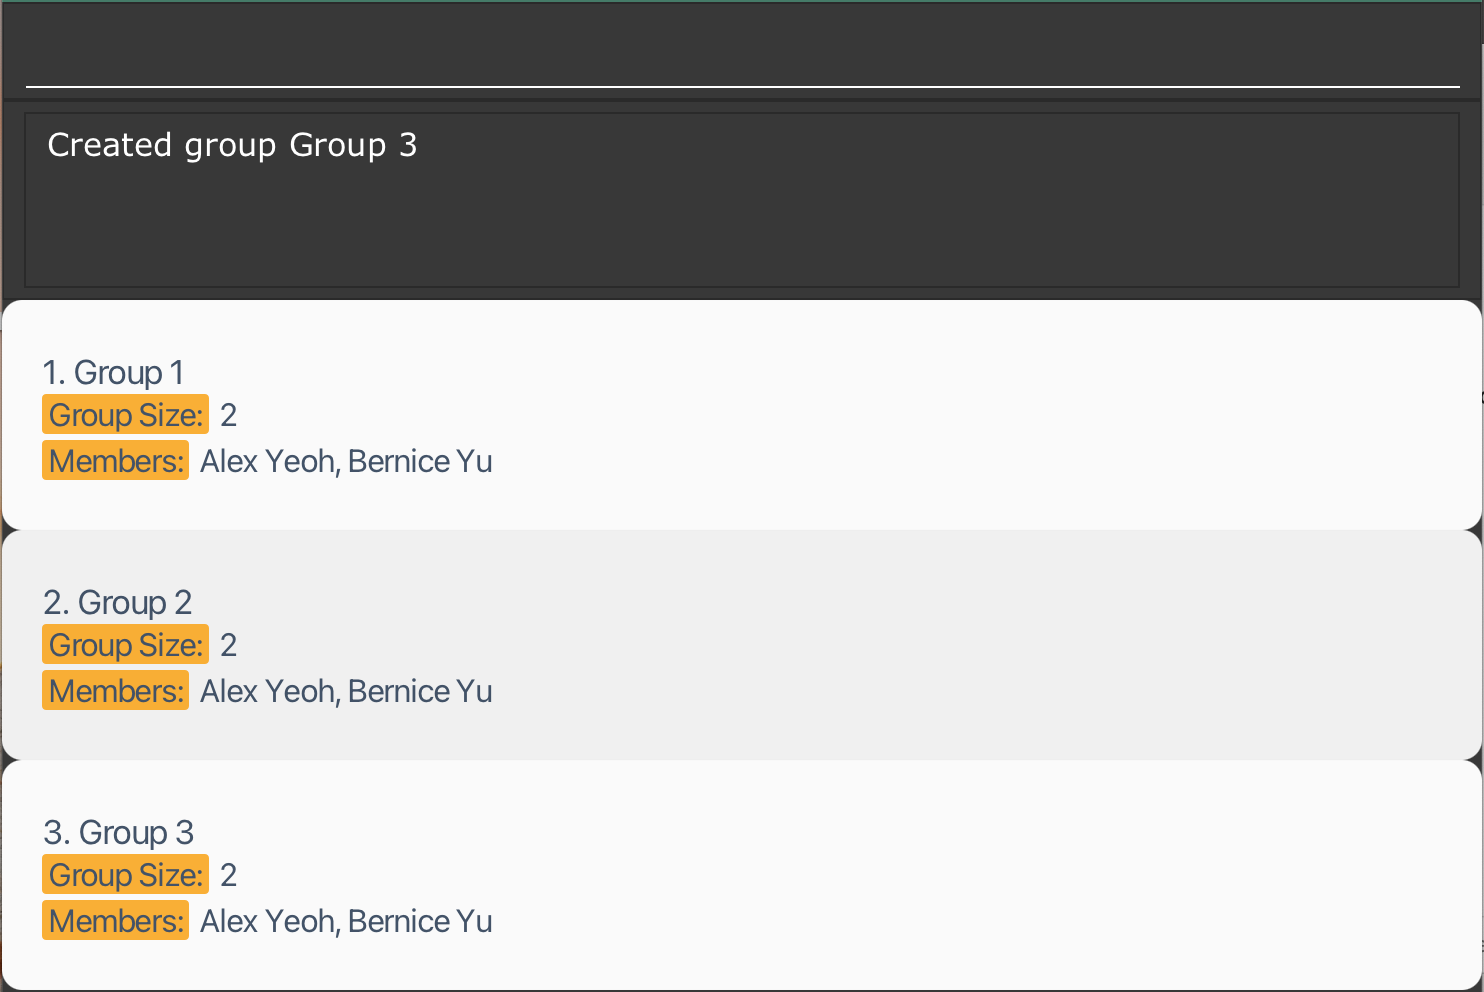 Created group Group 3
1. Group 1
Group Size: 2
Members: Alex Yeoh, Bernice Yu
2. Group 2
Group Size: 2
Members: Alex Yeoh, Bernice Yu
3. Group 3
Group Size: 2
Members: Alex Yeoh, Bernice Yu